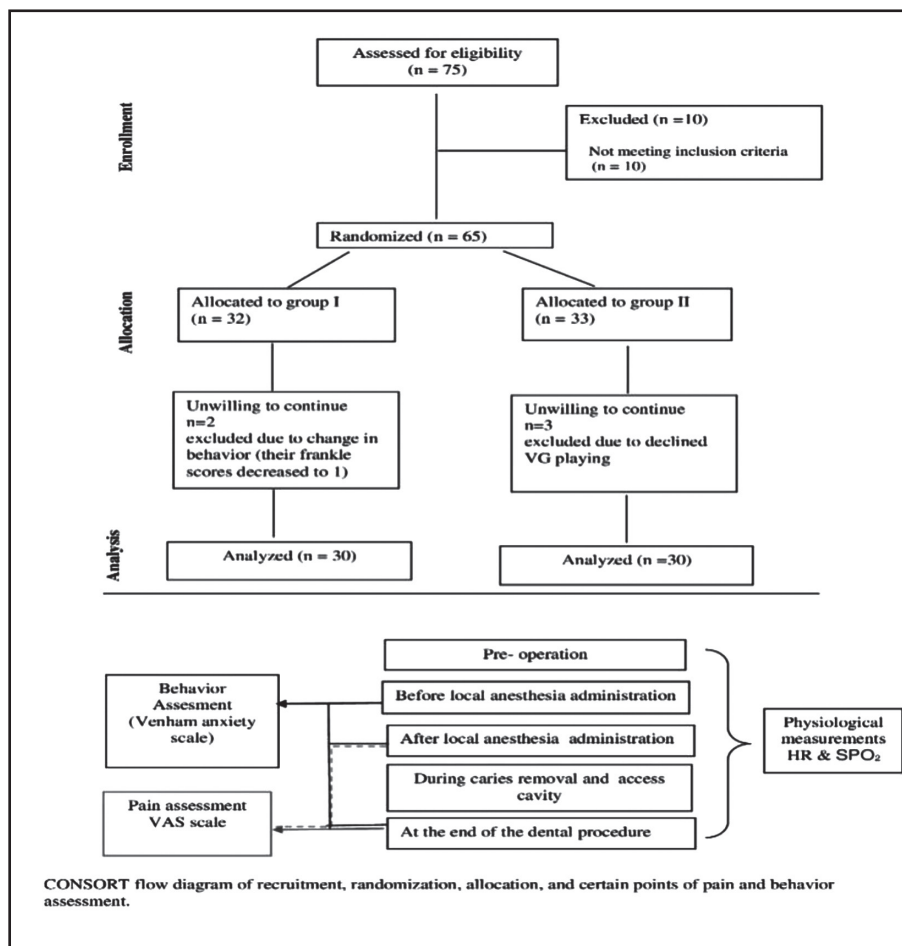 Assessed for eligibility
(n = 75)
Enrollment
Excluded (n =10)
Not meeting inclusion criteria
(n = 10)
Randomized (n = 65)
Allocation
Allocated to group I
(n = 32)
Allocated to group II
(n = 33)
Unwilling to continue
n=2
excluded due to change in
behavior (their frankle
scores decreased to 1)
Unwilling to continue
n=3
excluded due to declined
VG playing
Analysis
Analyzed (n = 30)
Analyzed (n =30)
Pre- operation
Behavior
Assesment
(Venham anxiety
scale)
Before local anesthesia administration
After local anesthesia administration
Physiological
measurements
HR & SPO₂
During caries removal and access
cavity
Pain assessment
VAS scale
At the end of the dental procedure
CONSORT flow diagram of recruitment, randomization, allocation, and certain points of pain and behavior
assessment.